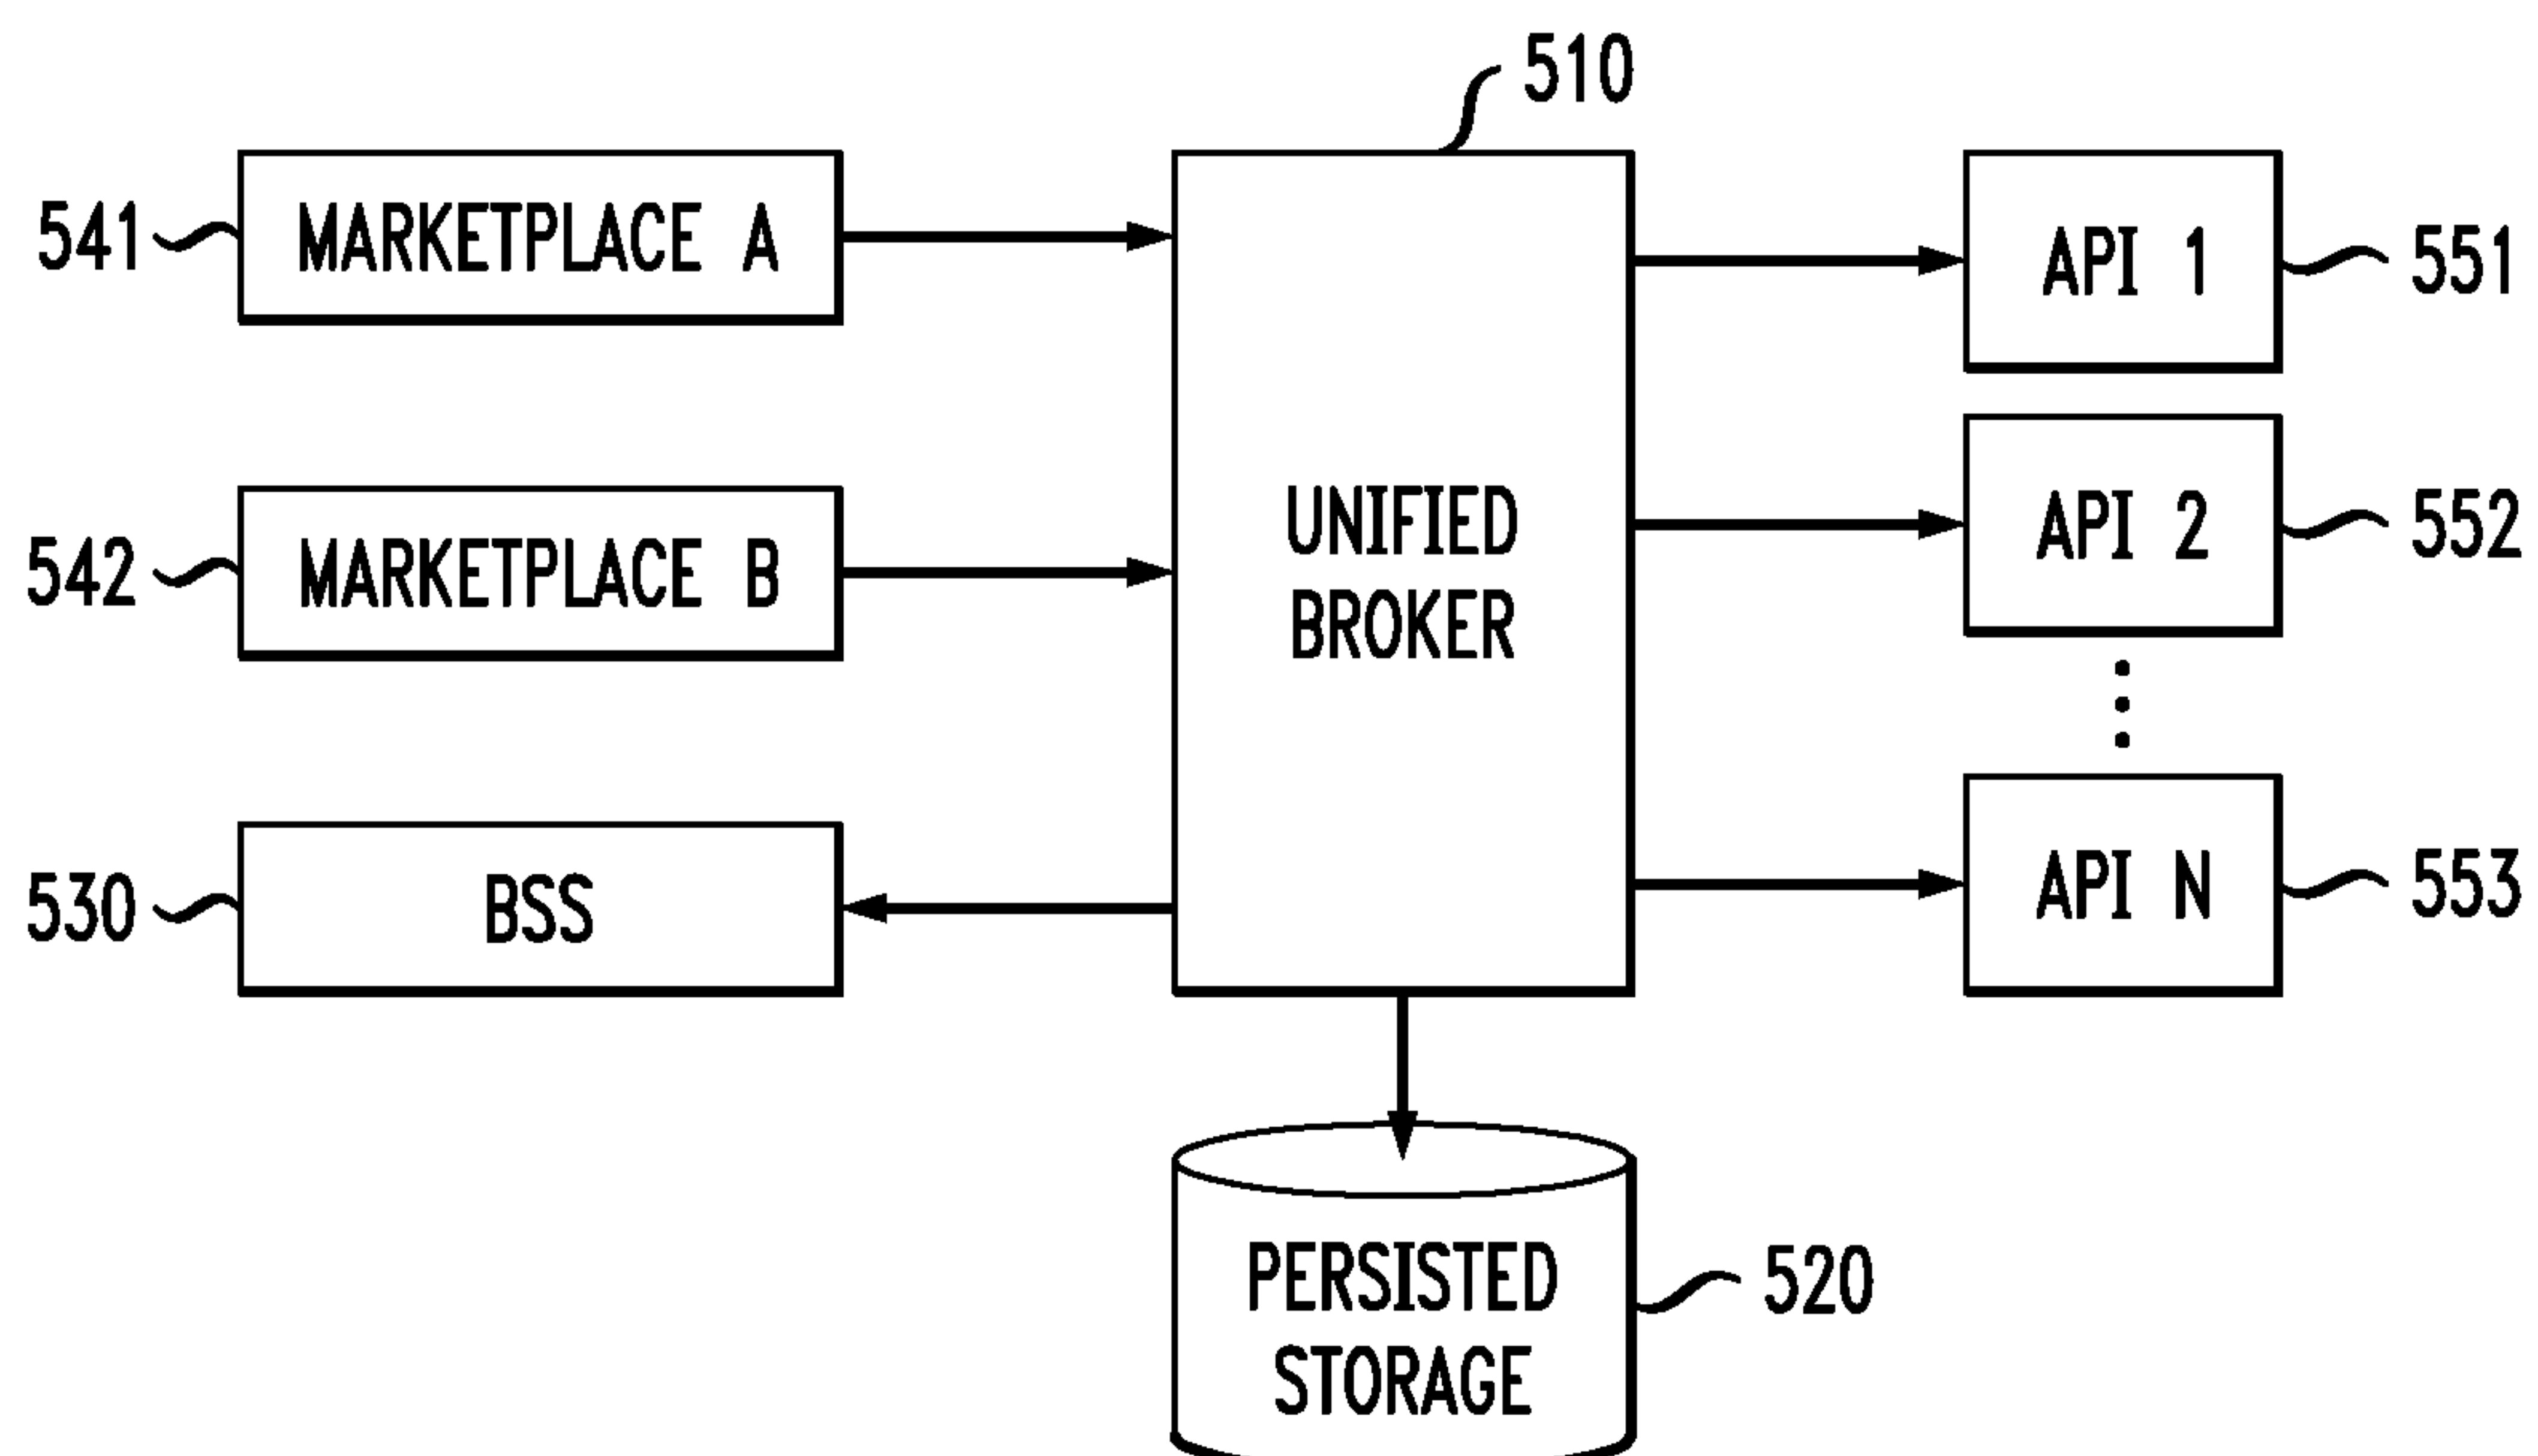 510
541
MARKETPLACE A
API 1
551
542
MARKETPLACE B
UNIFIED
BROKER
API 2
552
530
BSS
API N
553
PERSISTED
STORAGE
520